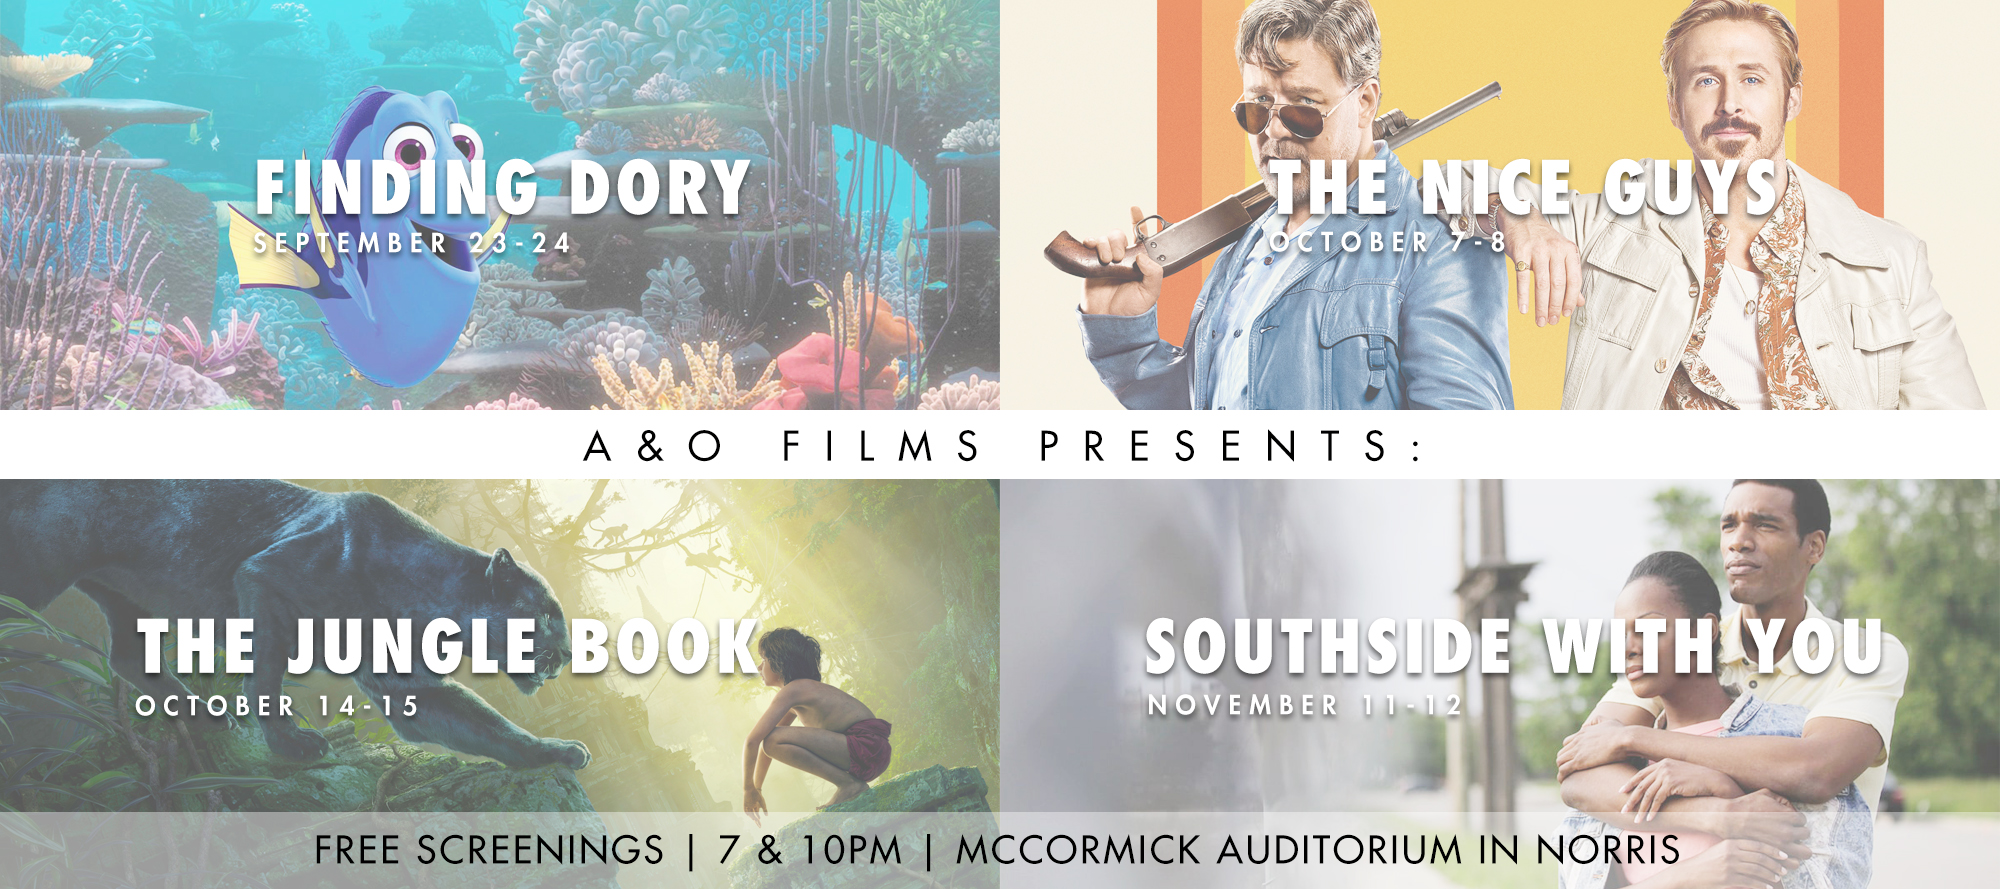 FINDING DORY
SEPTEMBER 23-24
THE NICE GUYS
OCTOBER 7-8
A&O FILMS PRESENTS:
THE JUNGLE BOOK
OCTOBER 14-15
SOUTHSIDE WITH YOU
NOVEMBER 11-12
FREE SCREENINGS | 7 & 10PM | MCCORMICK AUDITORIUM IN NORRIS